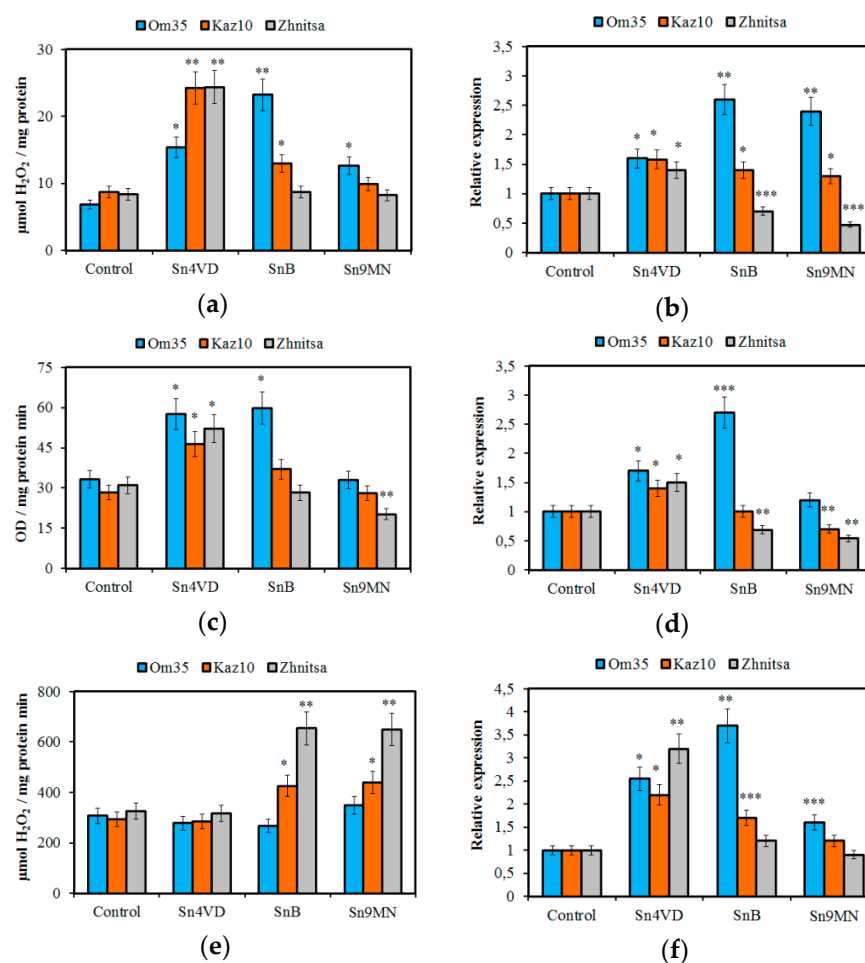 Om35 Kaz10 Zhnitsa
µmol H₂O₂ / mg protein
30
20
10
0
** ** ** * * *
Control Sn4VD SnB Sn9MN
(a)
Om35 Kaz10 Zhnitsa
Relative expression
3,5
3
2,5
2
1,5
1
0,5
0
* * * ** * *** ** * ***
Control Sn4VD SnB Sn9MN
(b)
Om35 Kaz10 Zhnitsa
OD / mg protein min
75
60
45
30
15
0
* * * * **
Control Sn4VD SnB Sn9MN
(c)
Om35 Kaz10 Zhnitsa
Relative expression
3,5
3
2,5
2
1,5
1
0,5
0
* * * *** ** ** **
Control Sn4VD SnB Sn9MN
(d)
Om35 Kaz10 Zhnitsa
µmol H₂O₂ / mg protein min
800
600
400
200
0
* ** * **
Control Sn4VD SnB Sn9MN
(e)
Om35 Kaz10 Zhnitsa
Relative expression
4,5
4
3,5
3
2,5
2
1,5
1
0,5
0
* * ** ** *** ***
Control Sn4VD SnB Sn9MN
(f)